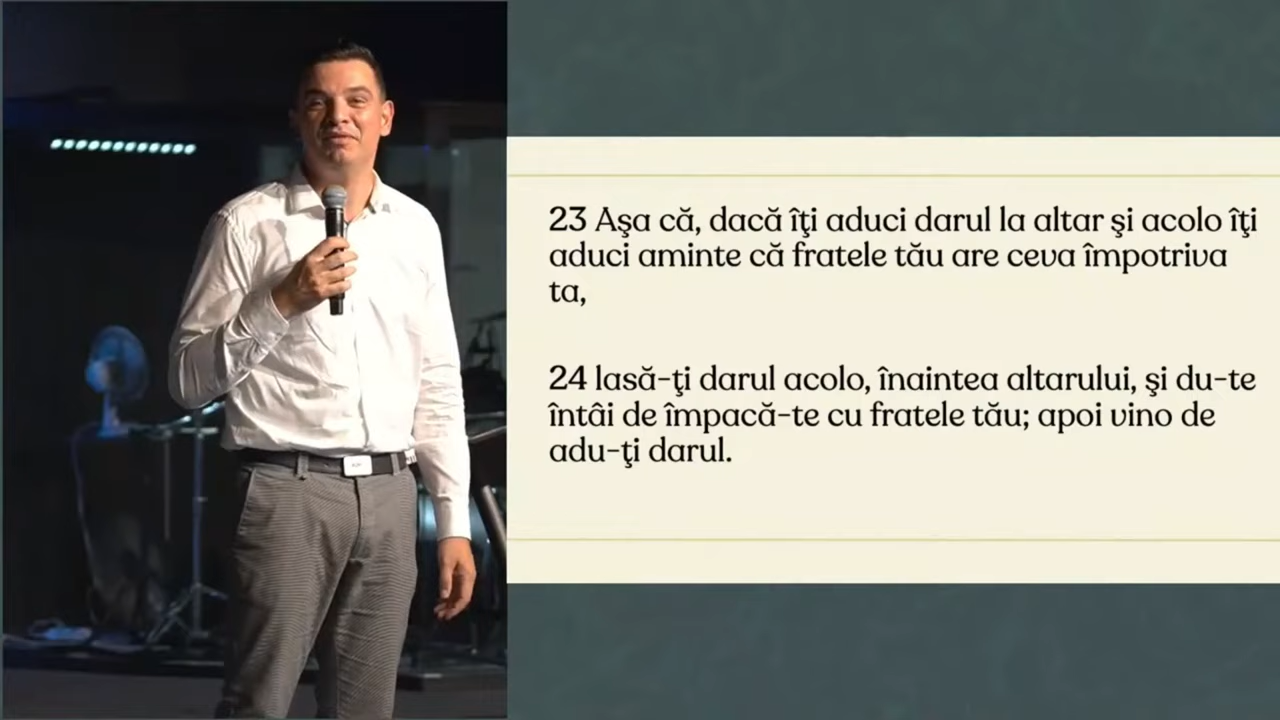 23 Aşa că, dacă îţi aduci darul la altar şi acolo îţi
aduci aminte că fratele tău are ceva împotriva
ta,
24 lasă-ţi darul acolo, înaintea altarului, şi du-te
întâi de împacă-te cu fratele tău; apoi vino de
adu-ţi darul.